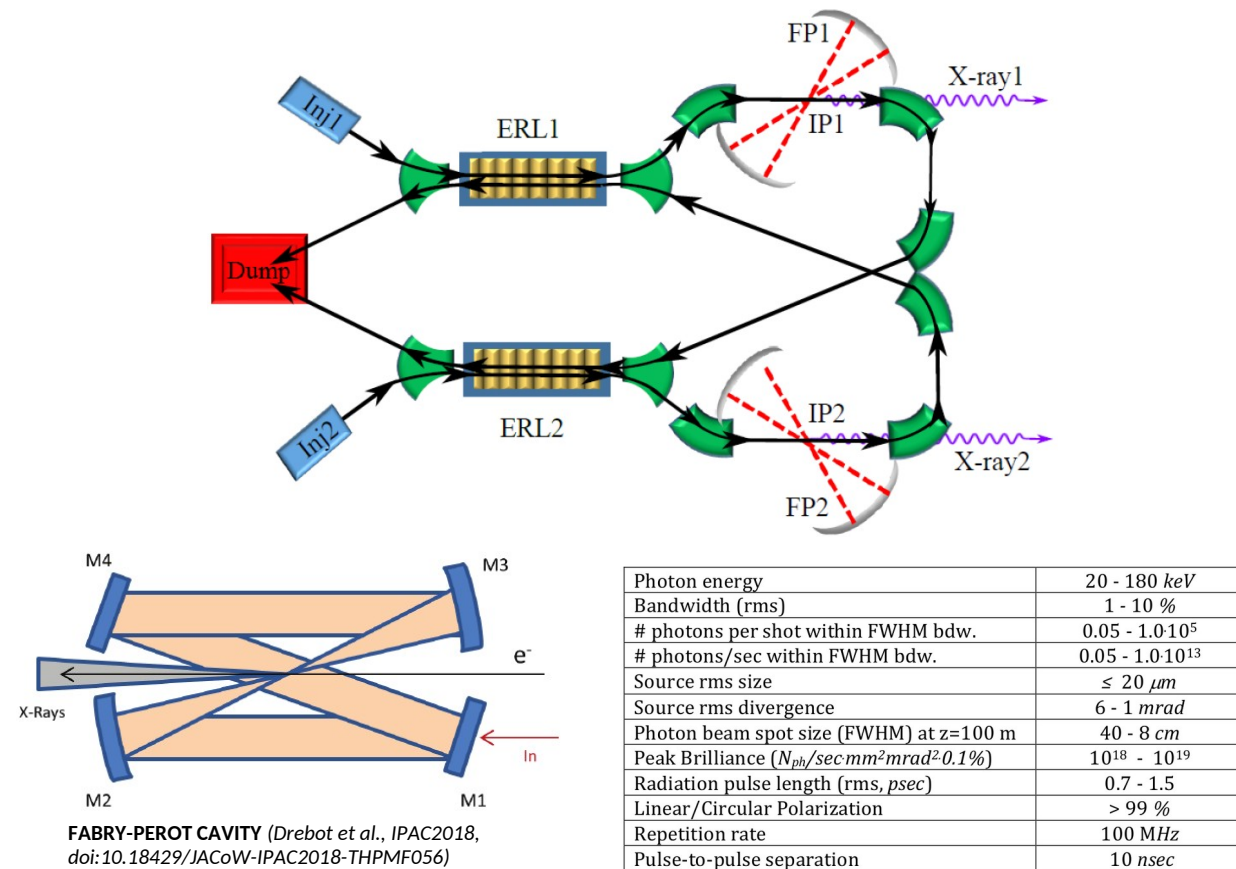 FP1
X-ray1
Inj1
IP1
ERL1
Dump
ERL2
IP2
Inj2
X-ray2
FP2
M4
M3
e-
X-Rays
In
M2
M1
FABRY-PEROT CAVITY (Drebot et al., IPAC2018,
doi:10.18429/JACoW-IPAC2018-THPMF056)
Photon energy 20 - 180 keV
Bandwidth (rms) 1 - 10 %
# photons per shot within FWHM bdw. 0.05 - 1.0·10⁵
# photons/sec within FWHM bdw. 0.05 - 1.0·10¹³
Source rms size ≤ 20 μm
Source rms divergence 6 - 1 mrad
Photon beam spot size (FWHM) at z=100 m 40 - 8 cm
Peak Brilliance (Nph/sec·mm²mrad²·0.1%) 10¹⁸ - 10¹⁹
Radiation pulse length (rms, psec) 0.7 - 1.5
Linear/Circular Polarization > 99 %
Repetition rate 100 MHz
Pulse-to-pulse separation 10 nsec